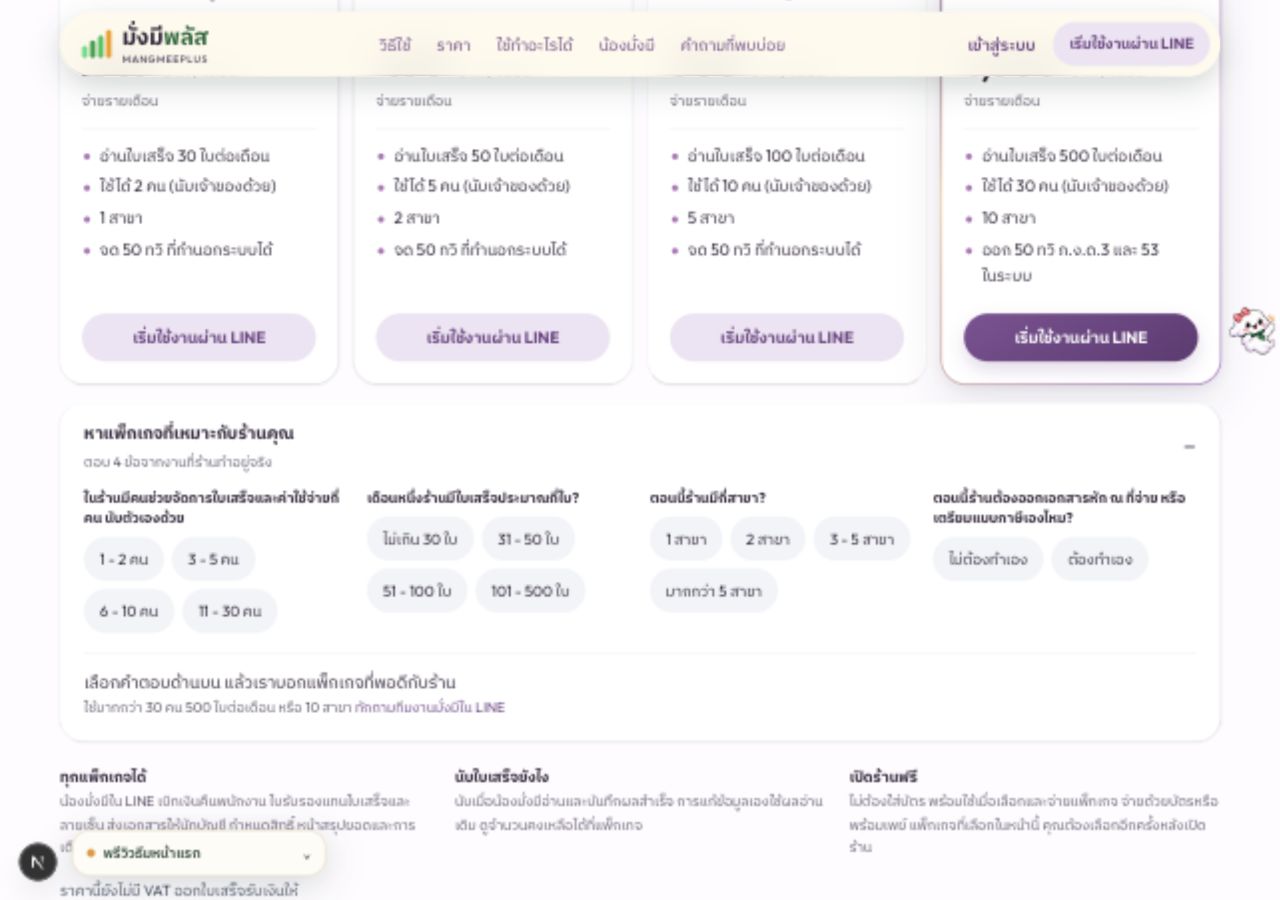 มั่งมีพลัส
MANGMEEPLUS
วิธีใช้ ราคา ใช้ทำอะไรได้ น้องมั่งมี คำถามที่พบบ่อย
เข้าสู่ระบบ เริ่มใช้งานผ่าน LINE
จ่ายรายเดือน
อ่านใบเสร็จ 30 ใบต่อเดือน
ใช้ได้ 2 คน (นับเจ้าของด้วย)
1 สาขา
จด 50 ทวิ ที่ทำนอกระบบได้
เริ่มใช้งานผ่าน LINE
จ่ายรายเดือน
อ่านใบเสร็จ 50 ใบต่อเดือน
ใช้ได้ 5 คน (นับเจ้าของด้วย)
2 สาขา
จด 50 ทวิ ที่ทำนอกระบบได้
เริ่มใช้งานผ่าน LINE
จ่ายรายเดือน
อ่านใบเสร็จ 100 ใบต่อเดือน
ใช้ได้ 10 คน (นับเจ้าของด้วย)
5 สาขา
จด 50 ทวิ ที่ทำนอกระบบได้
เริ่มใช้งานผ่าน LINE
จ่ายรายเดือน
อ่านใบเสร็จ 500 ใบต่อเดือน
ใช้ได้ 30 คน (นับเจ้าของด้วย)
10 สาขา
ออก 50 ทวิ ภ.ง.ด.3 และ 53
ในระบบ
เริ่มใช้งานผ่าน LINE
หาแพ็กเกจที่เหมาะกับร้านคุณ
ตอบ 4 ข้อจากงานที่ร้านทำอยู่จริง
ในร้านมีคนช่วยจัดการใบเสร็จและค่าใช้จ่ายกี่
คน นับตัวเองด้วย
1 - 2 คน 3 - 5 คน
6 - 10 คน 11 - 30 คน
เดือนหนึ่งร้านมีใบเสร็จประมาณกี่ใบ?
ไม่เกิน 30 ใบ 31 - 50 ใบ
51 - 100 ใบ 101 - 500 ใบ
ตอนนี้ร้านมีกี่สาขา?
1 สาขา 2 สาขา 3 - 5 สาขา
มากกว่า 5 สาขา
ตอนนี้ร้านต้องออกเอกสารหัก ณ ที่จ่าย หรือ
เตรียมแบบภาษีเองไหม?
ไม่ต้องทำเอง ต้องทำเอง
เลือกคำตอบด้านบน แล้วเราบอกแพ็กเกจที่พอดีกับร้าน
ใช้มากกว่า 30 คน 500 ใบต่อเดือน หรือ 10 สาขา ทักถามทีมงานมั่งมีใน LINE
ทุกแพ็กเกจได้
น้องมั่งมีใน LINE เบิกเงินคืนพนักงาน ใบรับรองแทนใบเสร็จและ
ลายเซ็น ส่งเอกสารให้นักบัญชี กำหนดสิทธิ์ หน้าสรุปยอดและการ
นับใบเสร็จยังไง
นับเมื่อน้องมั่งมีอ่านและบันทึกผลสำเร็จ การแก้ข้อมูลเองใช้ผลอ่าน
เดิม ดูจำนวนคงเหลือได้ที่แพ็กเกจ
เปิดร้านฟรี
ไม่ต้องใส่บัตร พร้อมใช้เมื่อเลือกและจ่ายแพ็กเกจ จ่ายด้วยบัตรหรือ
พร้อมเพย์ แพ็กเกจที่เลือกในหน้านี้ คุณต้องเลือกอีกครั้งหลังเปิด
ร้าน
N
พรีวิวธีมหน้าแรก
ราคานี้ยังไม่มี VAT ออกใบเสร็จรับเงินให้